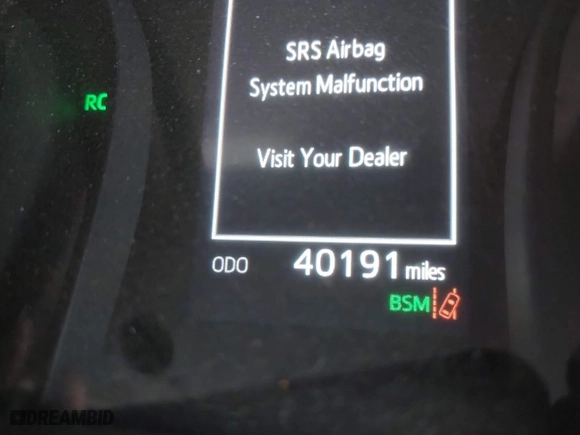 SRS Airbag
System Malfunction
Visit Your Dealer
RC
ODO 40191 miles
BSM
DREAMBID